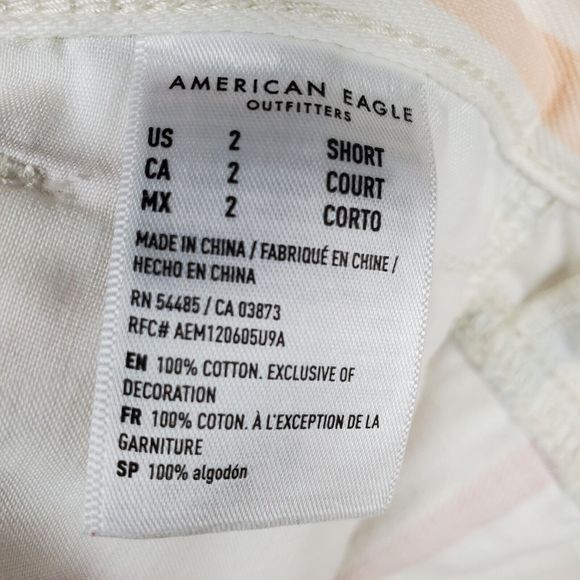 AMERICAN EAGLE
OUTFITTERS
US 2 SHORT
CA 2 COURT
MX 2 CORTO
MADE IN CHINA / FABRIQUÉ EN CHINE /
HECHO EN CHINA
RN 54485 / CA 03873
RFC# AEM120605U9A
EN 100% COTTON. EXCLUSIVE OF
DECORATION
FR 100% COTON. À L'EXCEPTION DE LA
GARNITURE
SP 100% algodón